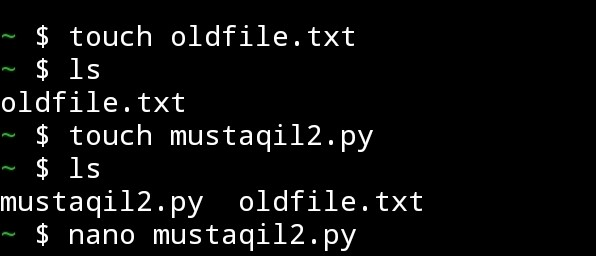 ~ $ touch oldfile.txt
~ $ ls
oldfile.txt
~ $ touch mustaqil2.py
~ $ ls
mustaqil2.py  oldfile.txt
~ $ nano mustaqil2.py